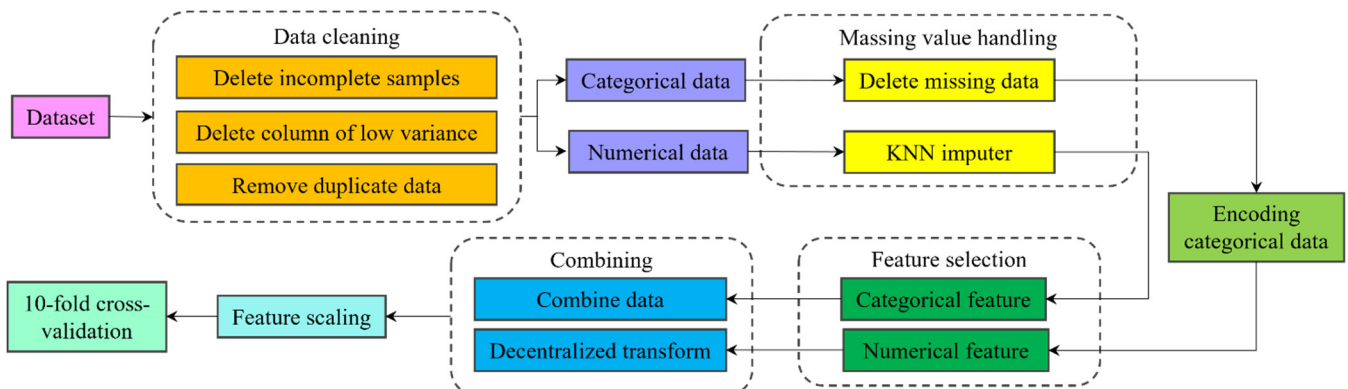 Dataset
Data cleaning
Delete incomplete samples
Delete column of low variance
Remove duplicate data
Categorical data
Numerical data
Massing value handling
Delete missing data
KNN imputer
Encoding
categorical data
Feature selection
Categorical feature
Numerical feature
Combining
Combine data
Decentralized transform
Feature scaling
10-fold cross-
validation